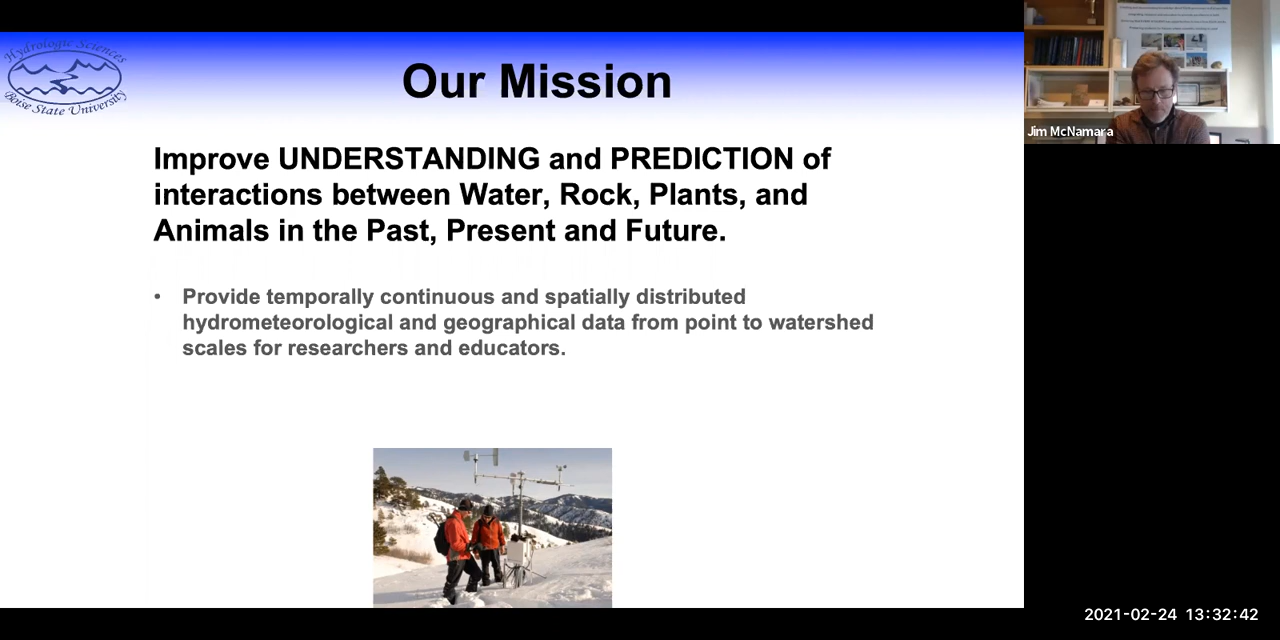 Hydrologic Sciences
Boise State University
Our Mission
Improve UNDERSTANDING and PREDICTION of
interactions between Water, Rock, Plants, and
Animals in the Past, Present and Future.
• Provide temporally continuous and spatially distributed
hydrometeorological and geographical data from point to watershed
scales for researchers and educators.
Jim McNamara
2021-02-24 13:32:42